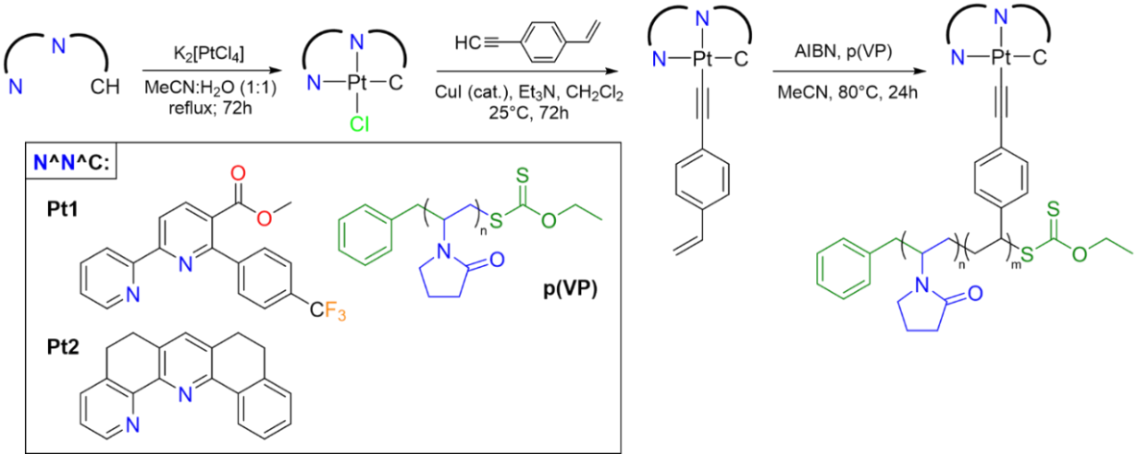 N
N
CH
K2[PtCl4]
MeCN:H2O (1:1)
reflux; 72h
N
N
Pt
C
Cl
HC
CuI (cat.), Et3N, CH2Cl2
25°C, 72h
N
N
Pt
C
AIBN, p(VP)
MeCN, 80°C, 24h
N
N
Pt
C
N^N^C:
Pt1
O
O
N
N
CF3
S
S
O
n
N
O
p(VP)
Pt2
N
N
S
S
O
n
m
N
O